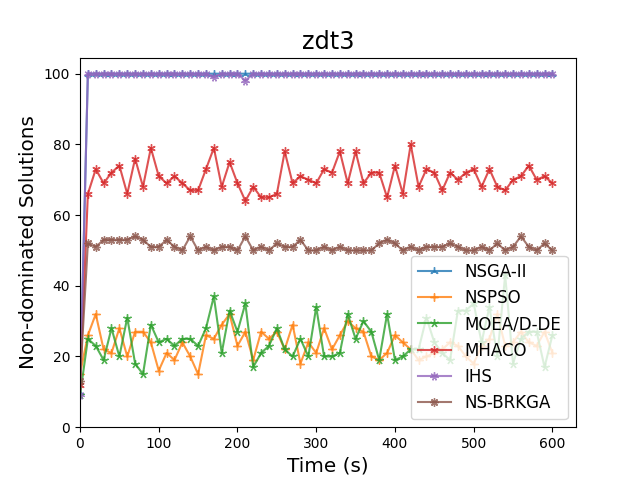 zdt3
Non-dominated Solutions
100
80
60
40
20
0
NSGA-II
NSPSO
MOEA/D-DE
MHACO
IHS
NS-BRKGA
0 100 200 300 400 500 600
Time (s)